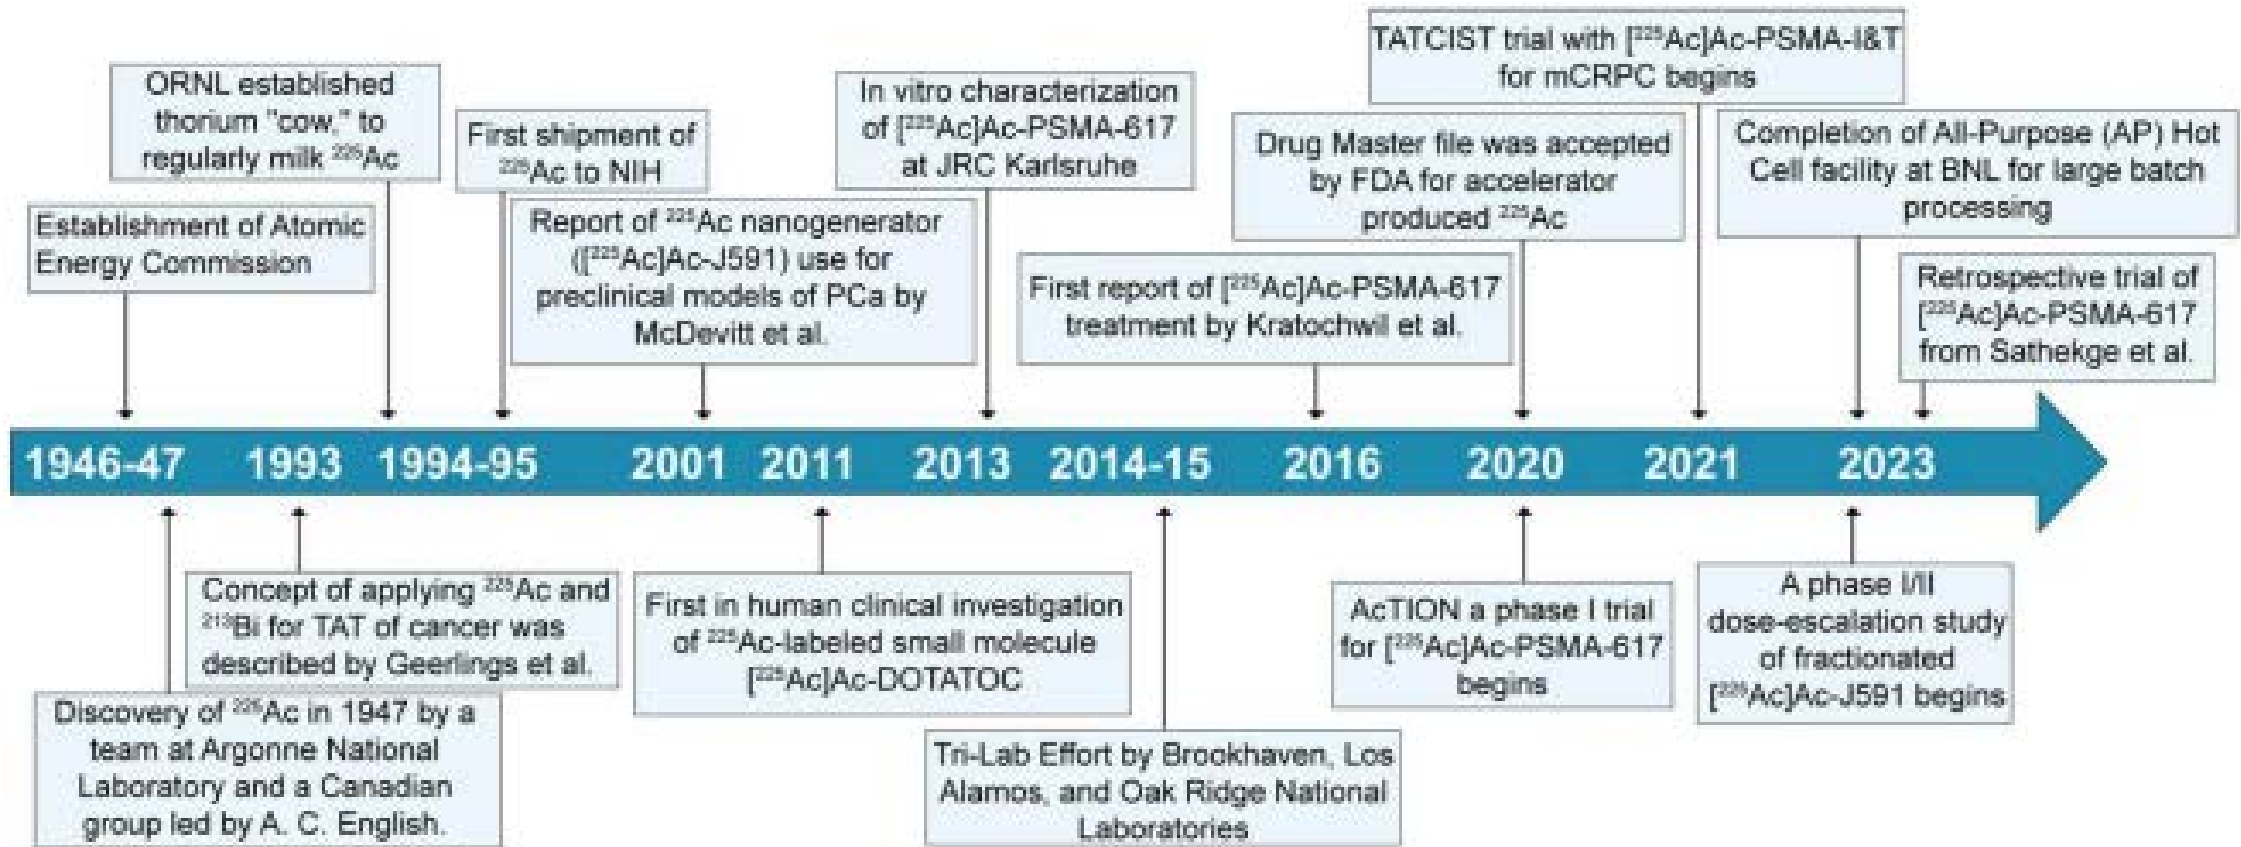 TATCIST trial with [²²⁵Ac]Ac-PSMA-I&T
for mCRPC begins
ORNL established
thorium "cow," to
regularly milk ²²⁵Ac
In vitro characterization
of [²²⁵Ac]Ac-PSMA-617
at JRC Karlsruhe
First shipment of
²²⁵Ac to NIH
Drug Master file was accepted
by FDA for accelerator
produced ²²⁵Ac
Completion of All-Purpose (AP) Hot
Cell facility at BNL for large batch
processing
Establishment of Atomic
Energy Commission
Report of ²²⁵Ac nanogenerator
([²²⁵Ac]Ac-J591) use for
preclinical models of PCa by
McDevitt et al.
First report of [²²⁵Ac]Ac-PSMA-617
treatment by Kratochwil et al.
Retrospective trial of
[²²⁵Ac]Ac-PSMA-617
from Sathekge et al.
1946-47 1993 1994-95 2001 2011 2013 2014-15 2016 2020 2021 2023
Concept of applying ²²⁵Ac and
²¹³Bi for TAT of cancer was
described by Geerlings et al.
First in human clinical investigation
of ²²⁵Ac-labeled small molecule
[²²⁵Ac]Ac-DOTATOC
AcTION a phase I trial
for [²²⁵Ac]Ac-PSMA-617
begins
A phase I/II
dose-escalation study
of fractionated
[²²⁵Ac]Ac-J591 begins
Discovery of ²²⁵Ac in 1947 by a
team at Argonne National
Laboratory and a Canadian
group led by A. C. English.
Tri-Lab Effort by Brookhaven, Los
Alamos, and Oak Ridge National
Laboratories